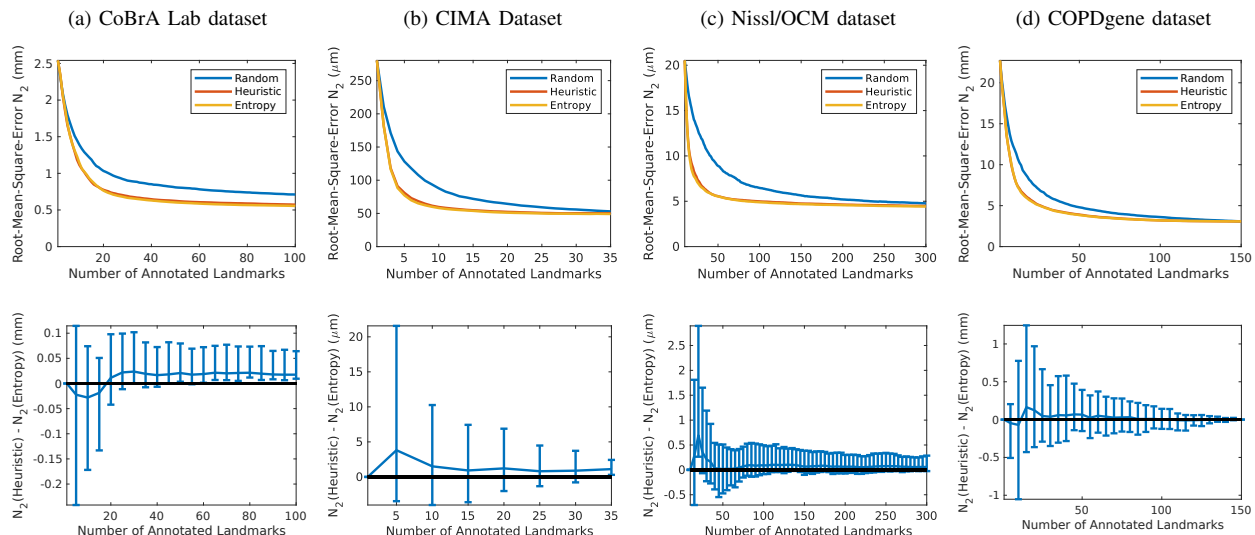 (a) CoBrA Lab dataset
Root-Mean-Square-Error N2 (mm)
2.5
2
1.5
1
0.5
0
20 40 60 80 100
Number of Annotated Landmarks
Random
Heuristic
Entropy
(b) CIMA Dataset
Root-Mean-Square-Error N2 (μm)
250
200
150
100
50
0
5 10 15 20 25 30 35
Number of Annotated Landmarks
Random
Heuristic
Entropy
(c) Nissl/OCM dataset
Root-Mean-Square-Error N2 (μm)
20
15
10
5
0
50 100 150 200 250 300
Number of Annotated Landmarks
Random
Heuristic
Entropy
(d) COPDgene dataset
Root-Mean-Square-Error N2 (mm)
20
15
10
5
0
50 100 150
Number of Annotated Landmarks
Random
Heuristic
Entropy
N2(Heuristic) - N2(Entropy) (mm)
0.1
0.05
0
-0.05
-0.1
-0.15
-0.2
20 40 60 80 100
Number of Annotated Landmarks
N2(Heuristic) - N2(Entropy) (μm)
20
15
10
5
0
5 10 15 20 25 30 35
Number of Annotated Landmarks
N2(Heuristic) - N2(Entropy) (μm)
2.5
2
1.5
1
0.5
0
-0.5
50 100 150 200 250 300
Number of Annotated Landmarks
N2(Heuristic) - N2(Entropy) (mm)
1
0.5
0
-0.5
-1
50 100 150
Number of Annotated Landmarks